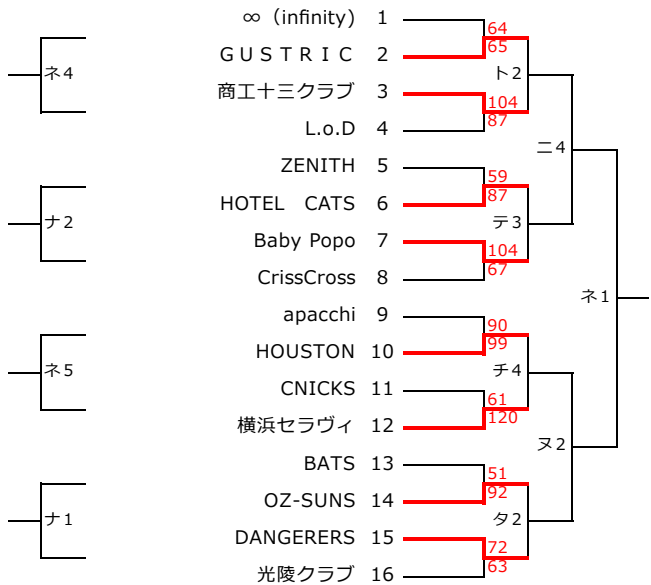 ∞（infinity) 1
64
ＧＵＳＴＲＩＣ 2
65
ト2
ネ4
商工十三クラブ 3
104
L.o.D 4
87
ニ4
ZENITH 5
59
HOTEL　CATS 6
87
テ3
ナ2
Baby Popo 7
104
CrissCross 8
67
ネ1
apacchi 9
90
HOUSTON 10
99
チ4
ネ5
CNICKS 11
61
横浜セラヴィ 12
120
ヌ2
BATS 13
51
OZ-SUNS 14
92
タ2
ナ1
DANGERERS 15
72
光陵クラブ 16
63